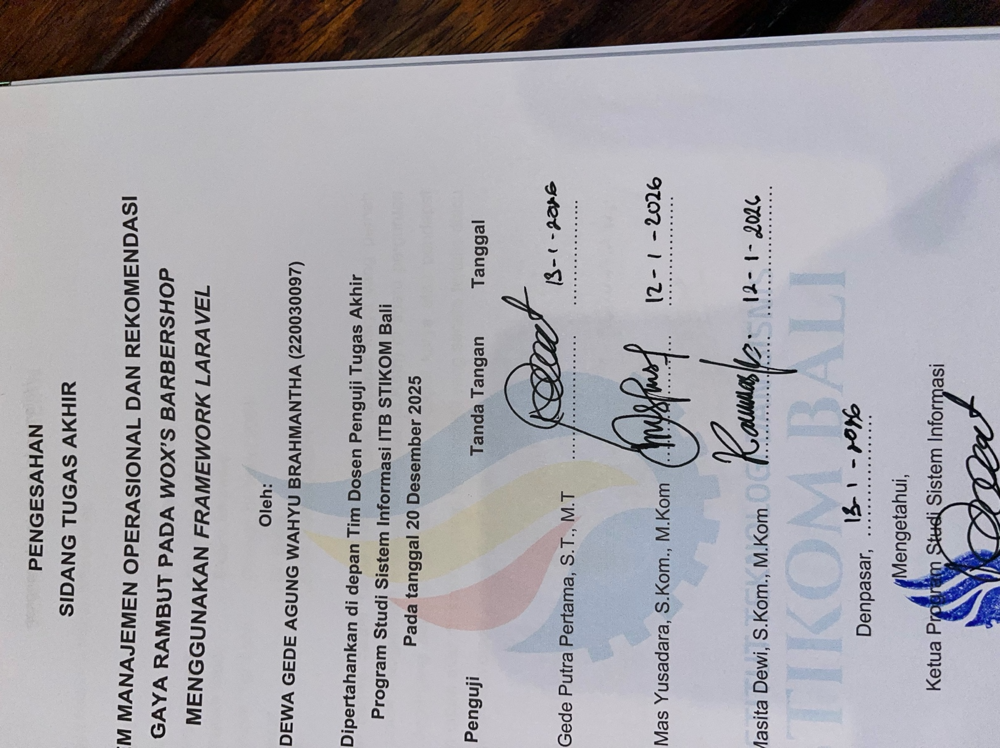 PENGESAHAN
SIDANG TUGAS AKHIR
EM MANAJEMEN OPERASIONAL DAN REKOMENDASI
GAYA RAMBUT PADA WOX'S BARBERSHOP
MENGGUNAKAN FRAMEWORK LARAVEL
Oleh:
DEWA GEDE AGUNG WAHYU BRAHMANTHA (220030097)
Dipertahankan di depan Tim Dosen Penguji Tugas Akhir
Program Studi Sistem Informasi ITB STIKOM Bali
Pada tanggal 20 Desember 2025
Penguji Tanda Tangan Tanggal
Gede Putra Pertama, S.T., M.T 13-1-2026
Mas Yusadara, S.Kom., M.Kom 12-1-2026
Masita Dewi, S.Kom., M.Kom 12-1-2026
TIKOM BALI
Denpasar, 13-1-2026
Mengetahui,
Ketua Program Studi Sistem Informasi